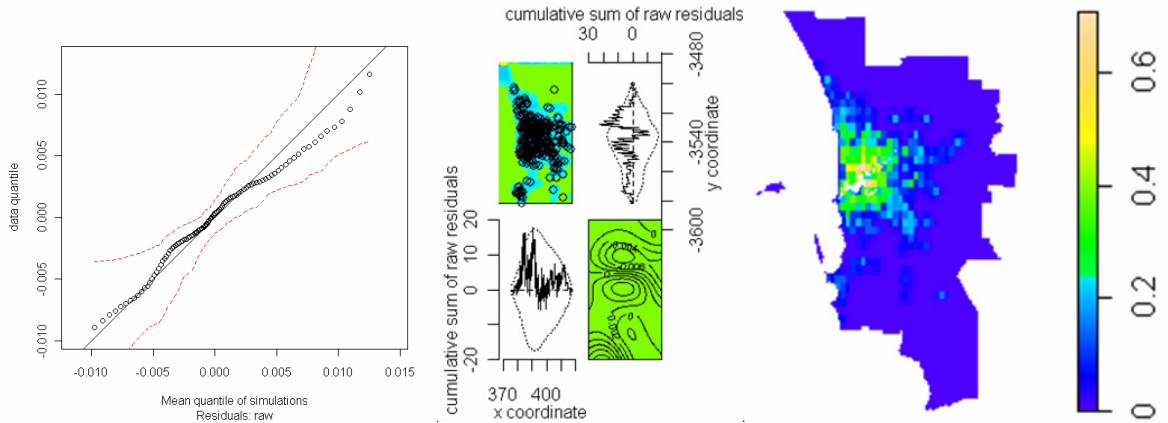 0.010
0.005
0.000
-0.005
-0.010
data quantile
-0.010 -0.005 0.000 0.005 0.010 0.015
Mean quantile of simulations
Residuals: raw
cumulative sum of raw residuals
30 0
-3480
-3540
-3600
y coordinate
cumulative sum of raw residuals
20
10
0
-20
370 400
x coordinate
0.6
0.4
0.2
0